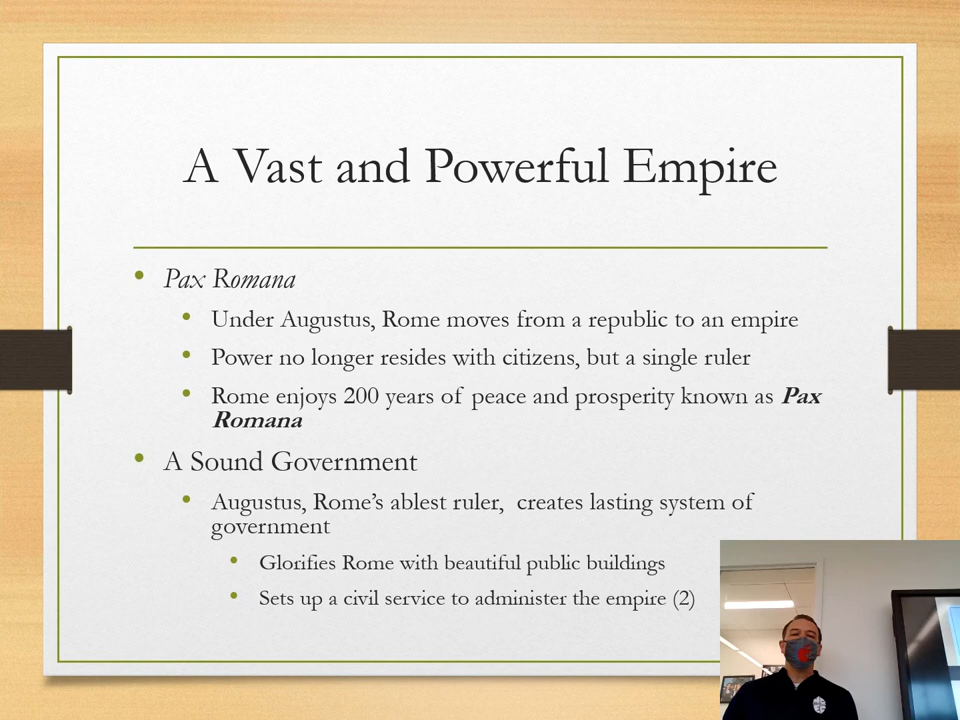 A Vast and Powerful Empire
• Pax Romana
• Under Augustus, Rome moves from a republic to an empire
• Power no longer resides with citizens, but a single ruler
• Rome enjoys 200 years of peace and prosperity known as Pax
Romana
• A Sound Government
• Augustus, Rome’s ablest ruler,  creates lasting system of
government
• Glorifies Rome with beautiful public buildings
• Sets up a civil service to administer the empire (2)